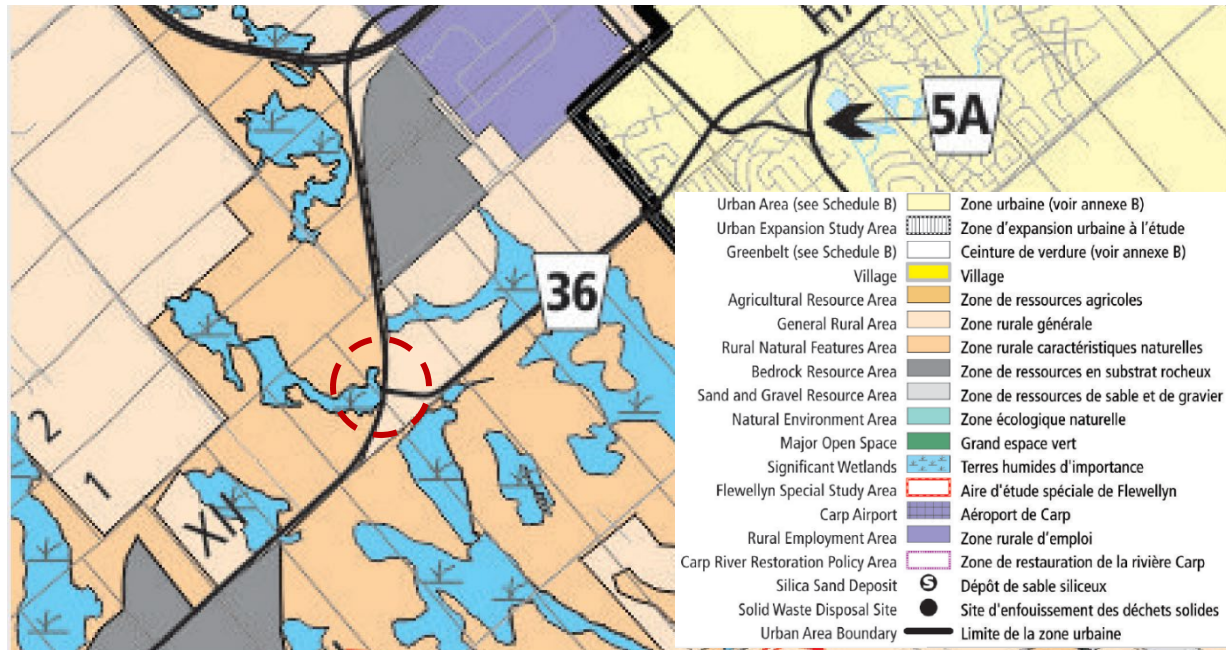 5A
36
2
1
XII
Urban Area (see Schedule B) Zone urbaine (voir annexe B)
Urban Expansion Study Area Zone d'expansion urbaine à l'étude
Greenbelt (see Schedule B) Ceinture de verdure (voir annexe B)
Village Village
Agricultural Resource Area Zone de ressources agricoles
General Rural Area Zone rurale générale
Rural Natural Features Area Zone rurale caractéristiques naturelles
Bedrock Resource Area Zone de ressources en substrat rocheux
Sand and Gravel Resource Area Zone de ressources de sable et de gravier
Natural Environment Area Zone écologique naturelle
Major Open Space Grand espace vert
Significant Wetlands Terres humides d'importance
Flewellyn Special Study Area Aire d'étude spéciale de Flewellyn
Carp Airport Aéroport de Carp
Rural Employment Area Zone rurale d'emploi
Carp River Restoration Policy Area Zone de restauration de la rivière Carp
Silica Sand Deposit S Dépôt de sable siliceux
Solid Waste Disposal Site Site d'enfouissement des déchets solides
Urban Area Boundary Limite de la zone urbaine